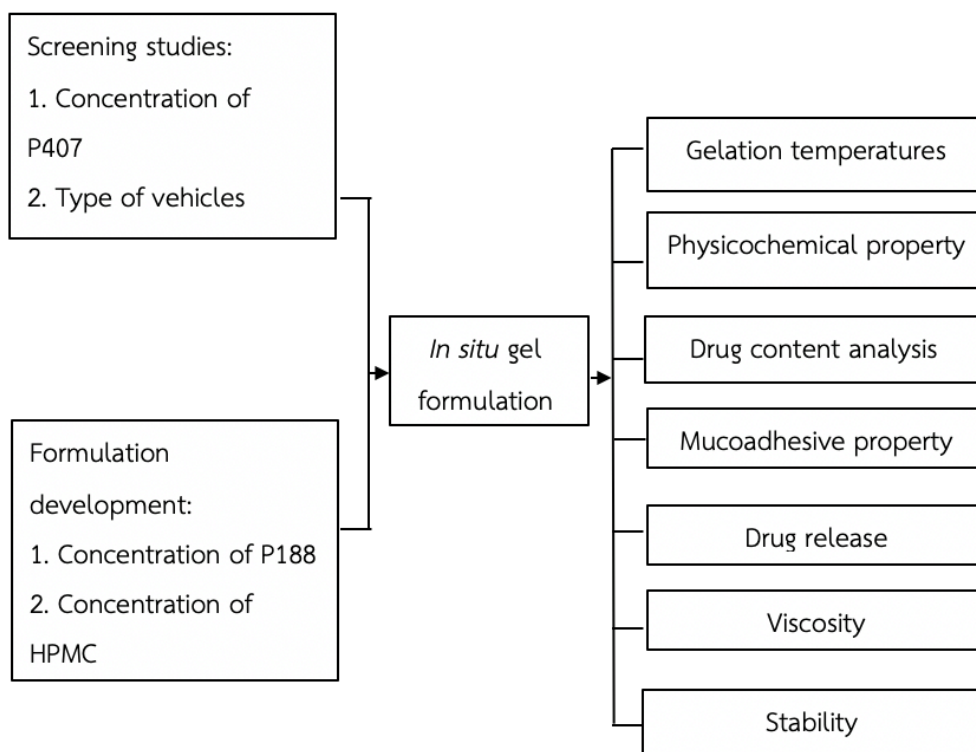 Screening studies:
1. Concentration of
P407
2. Type of vehicles
Formulation
development:
1. Concentration of P188
2. Concentration of
HPMC
In situ gel
formulation
Gelation temperatures
Physicochemical property
Drug content analysis
Mucoadhesive property
Drug release
Viscosity
Stability